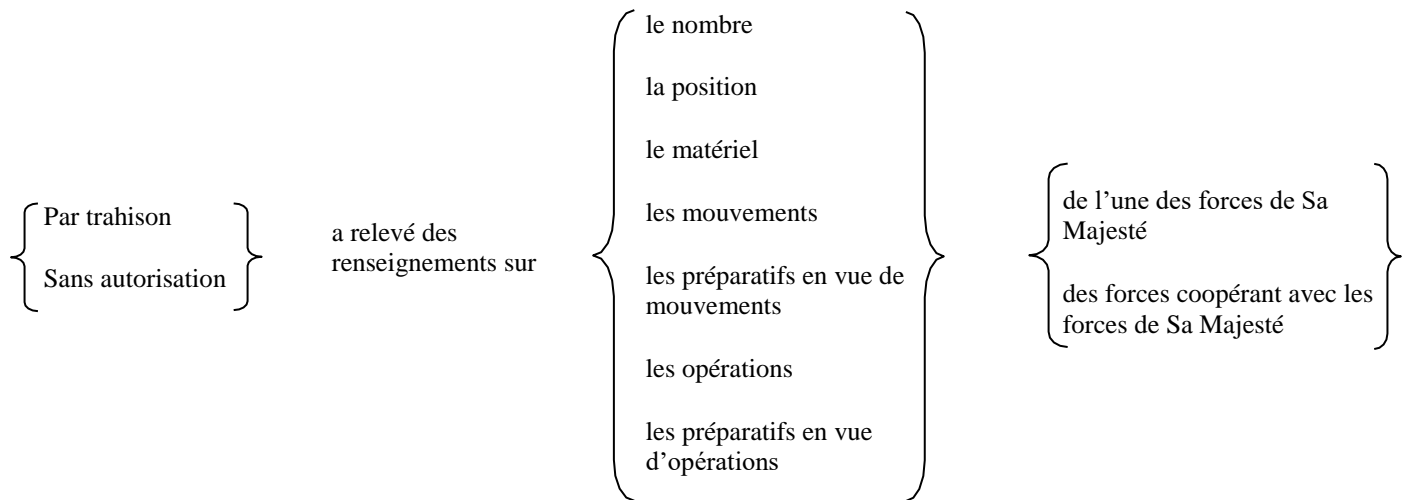 Par trahison
Sans autorisation
a relevé des
renseignements sur
le nombre
la position
le matériel
les mouvements
les préparatifs en vue de
mouvements
les opérations
les préparatifs en vue
d’opérations
de l’une des forces de Sa
Majesté
des forces coopérant avec les
forces de Sa Majesté